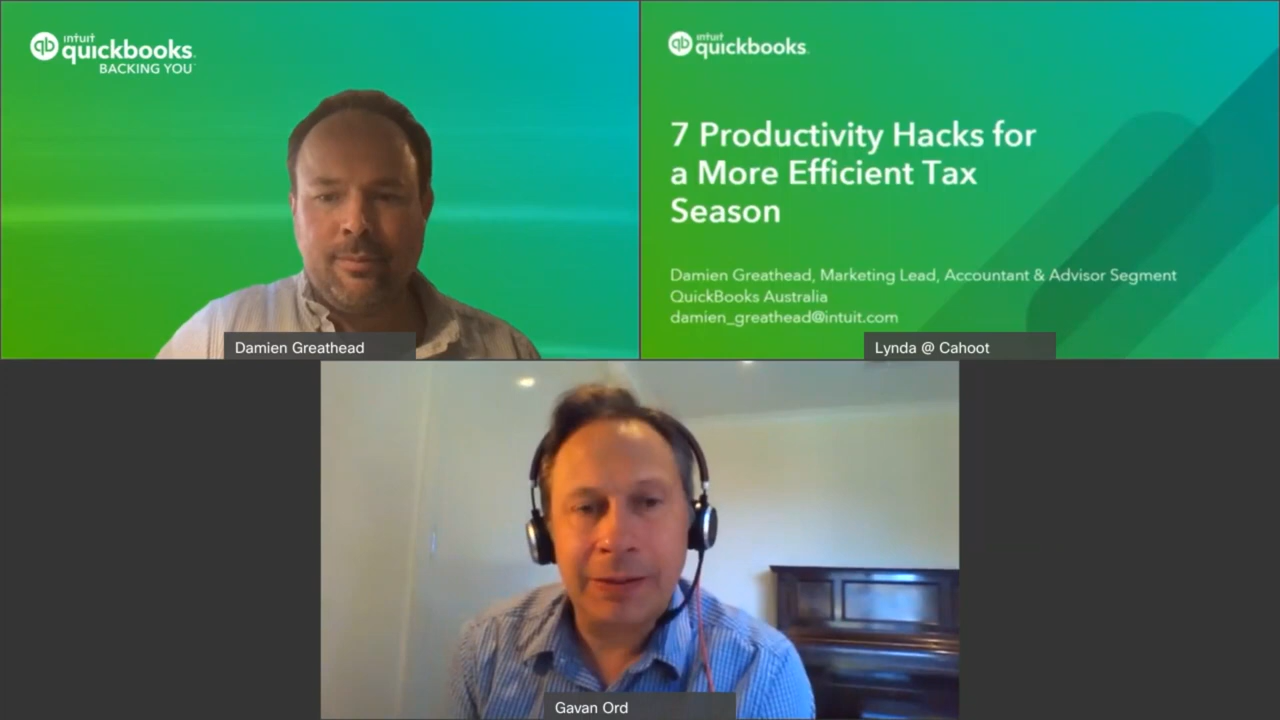 intuit
quickbooks
BACKING YOU
Damien Greathead
intuit
quickbooks
7 Productivity Hacks for
a More Efficient Tax
Season
Damien Greathead, Marketing Lead, Accountant & Advisor Segment
QuickBooks Australia
damien_greathead@intuit.com
Lynda @ Cahoot
Gavan Ord